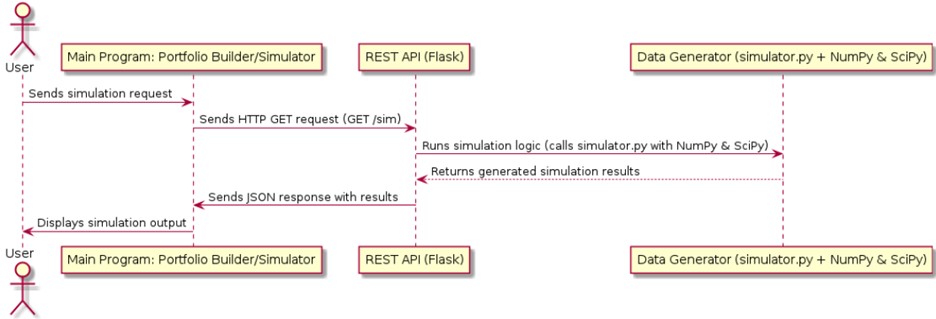 User
Main Program: Portfolio Builder/Simulator
REST API (Flask)
Data Generator (simulator.py + NumPy & SciPy)
Sends simulation request
Sends HTTP GET request (GET /sim)
Runs simulation logic (calls simulator.py with NumPy & SciPy)
Returns generated simulation results
Sends JSON response with results
Displays simulation output
User
Main Program: Portfolio Builder/Simulator
REST API (Flask)
Data Generator (simulator.py + NumPy & SciPy)